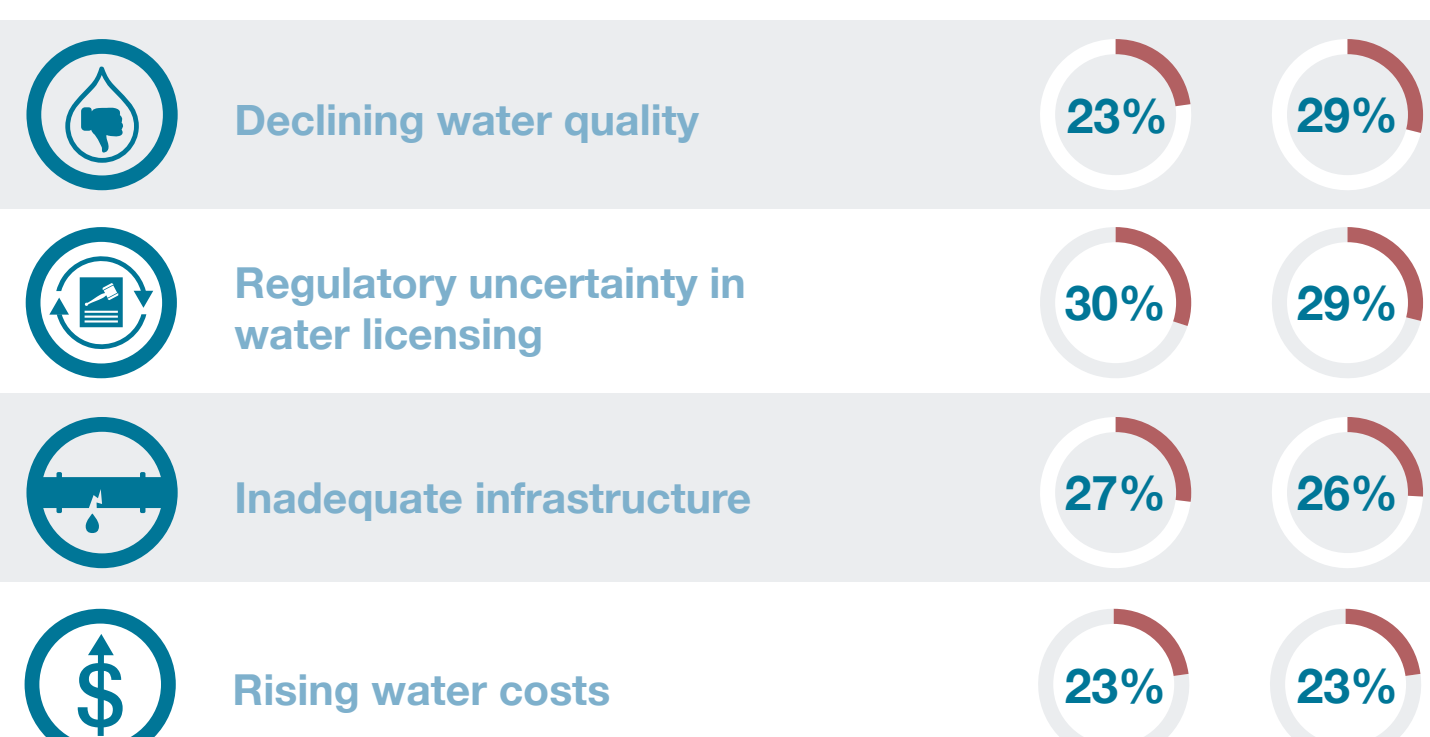 Declining water quality 23% 29%
Regulatory uncertainty in
water licensing 30% 29%
Inadequate infrastructure 27% 26%
$ Rising water costs 23% 23%